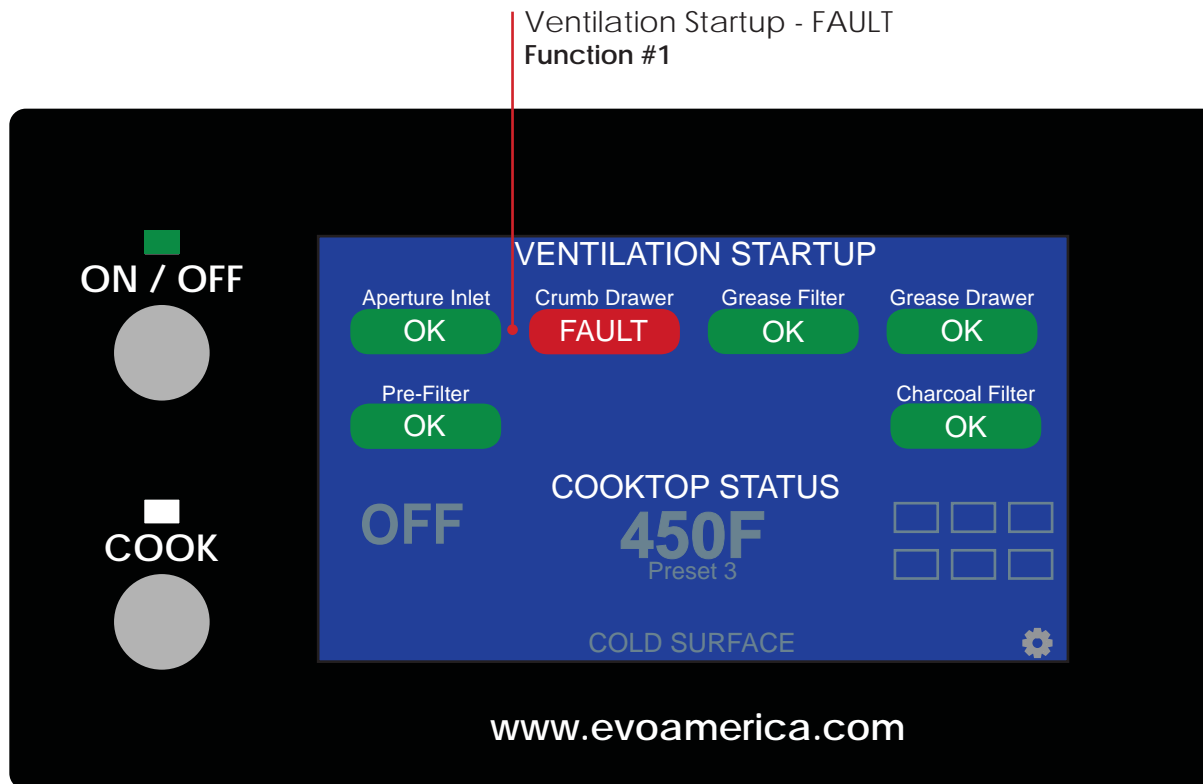 Ventilation Startup - FAULT
Function #1
ON / OFF
VENTILATION STARTUP
Aperture Inlet Crumb Drawer Grease Filter Grease Drawer
OK FAULT OK OK
Pre-Filter Charcoal Filter
OK OK
COOKTOP STATUS
OFF 450F
Preset 3
COOK
COLD SURFACE
www.evoamerica.com